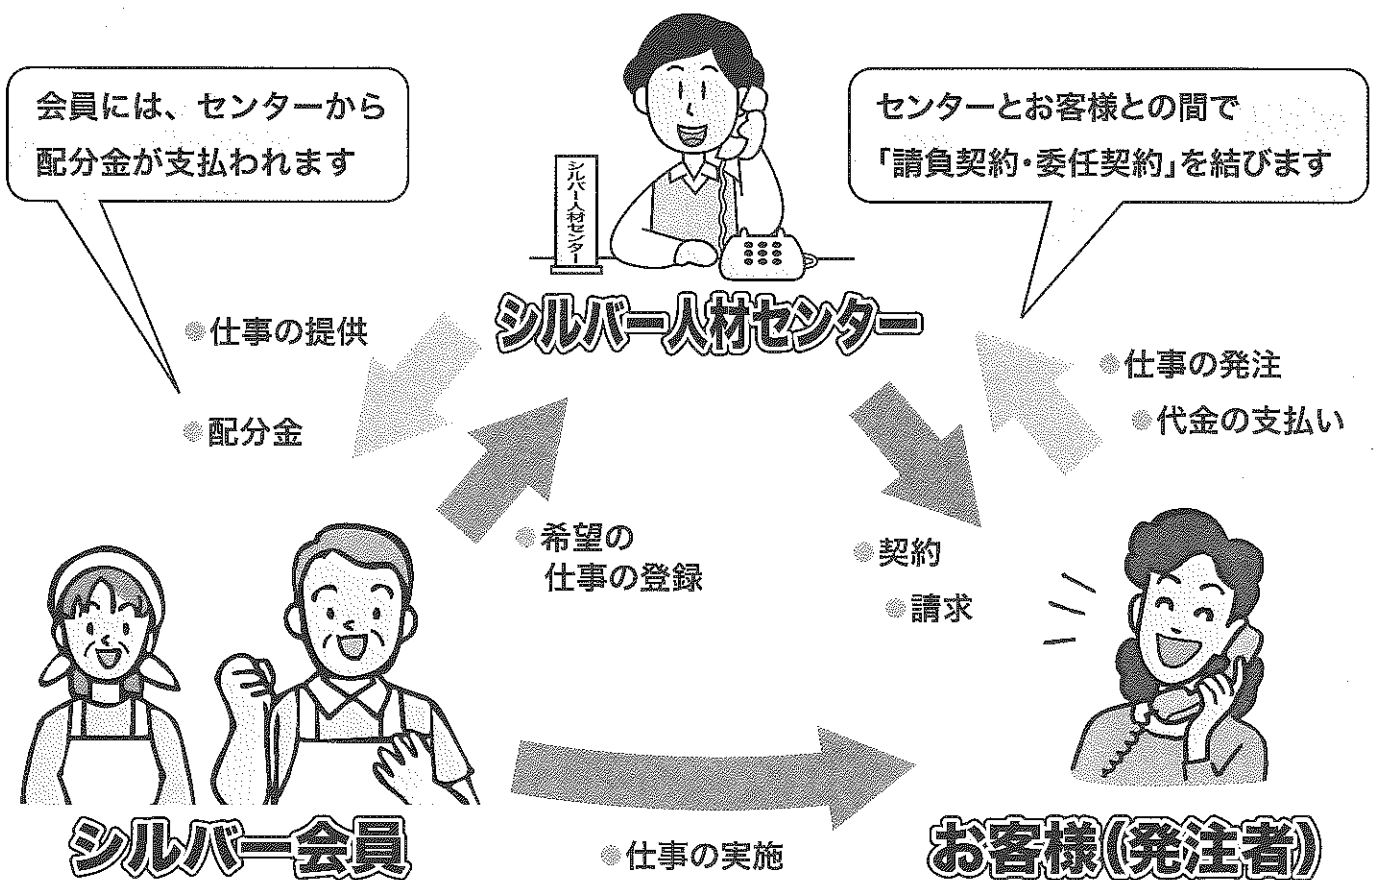 会員には、センターから
配分金が支払われます
センターとお客様との間で
「請負契約・委任契約」を結びます
シルバー人材センター
シルバー人材センター
●仕事の提供
●配分金
●仕事の発注
●代金の支払い
●希望の
仕事の登録
●契約
●請求
シルバー会員
●仕事の実施
お客様(発注者)